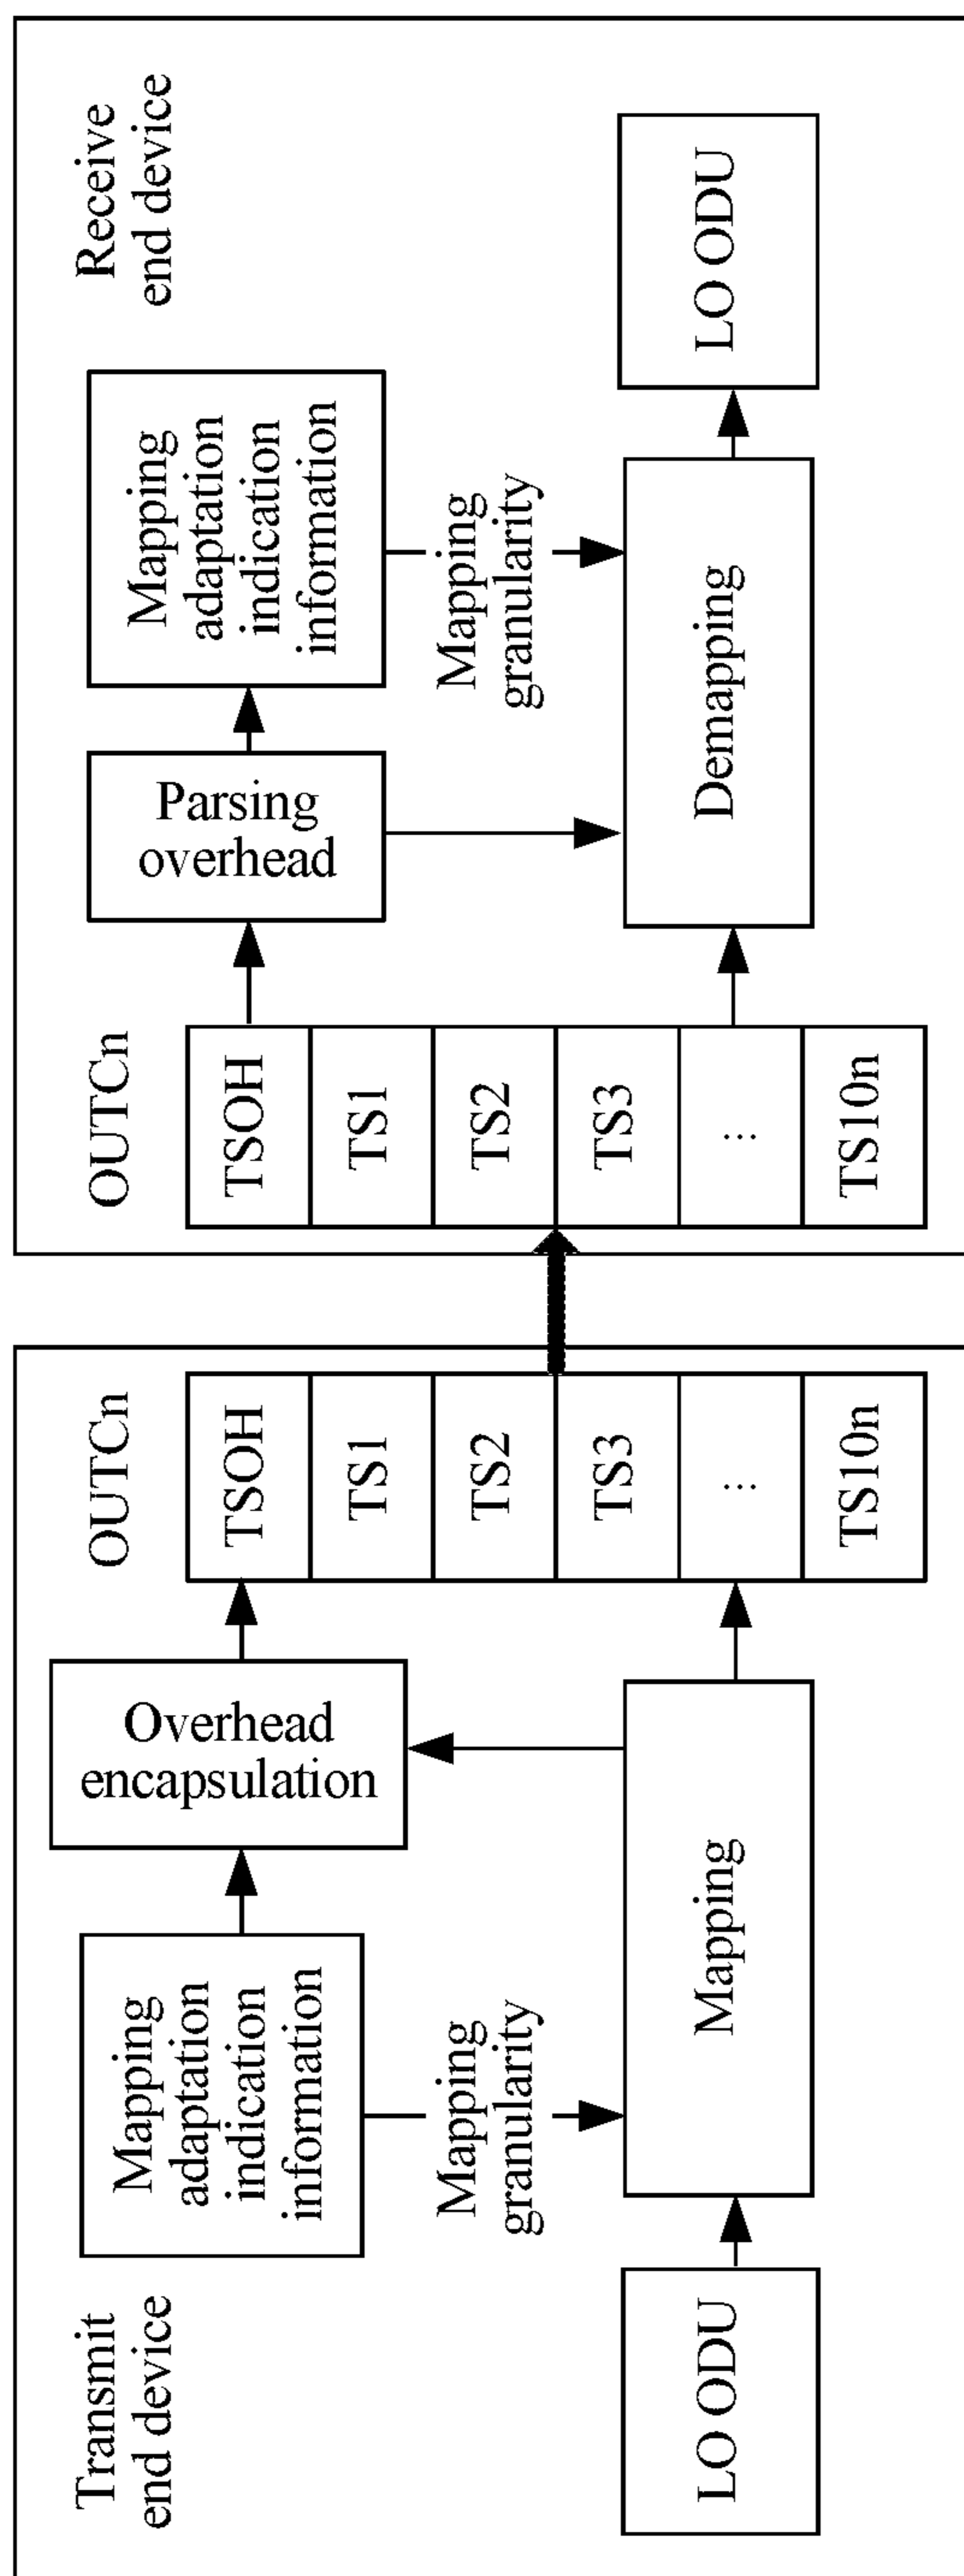 Transmit
end device
Mapping
adaptation
indication
information
Overhead
encapsulation
Mapping
granularity
LO ODU
Mapping
OUTCn
TSOH
TS1
TS2
TS3
...
TS10n
Receive
end device
OUTCn
TSOH
TS1
TS2
TS3
...
TS10n
Parsing
overhead
Mapping
adaptation
indication
information
Mapping
granularity
Demapping
LO ODU